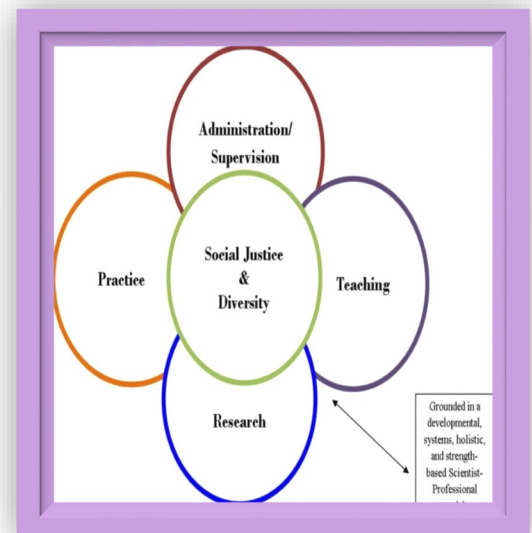 Administration/
Supervision
Social Justice
&
Diversity
Practice
Teaching
Research
Grounded in a
developmental,
systems, holistic,
and strength-
based Scientist-
Professional